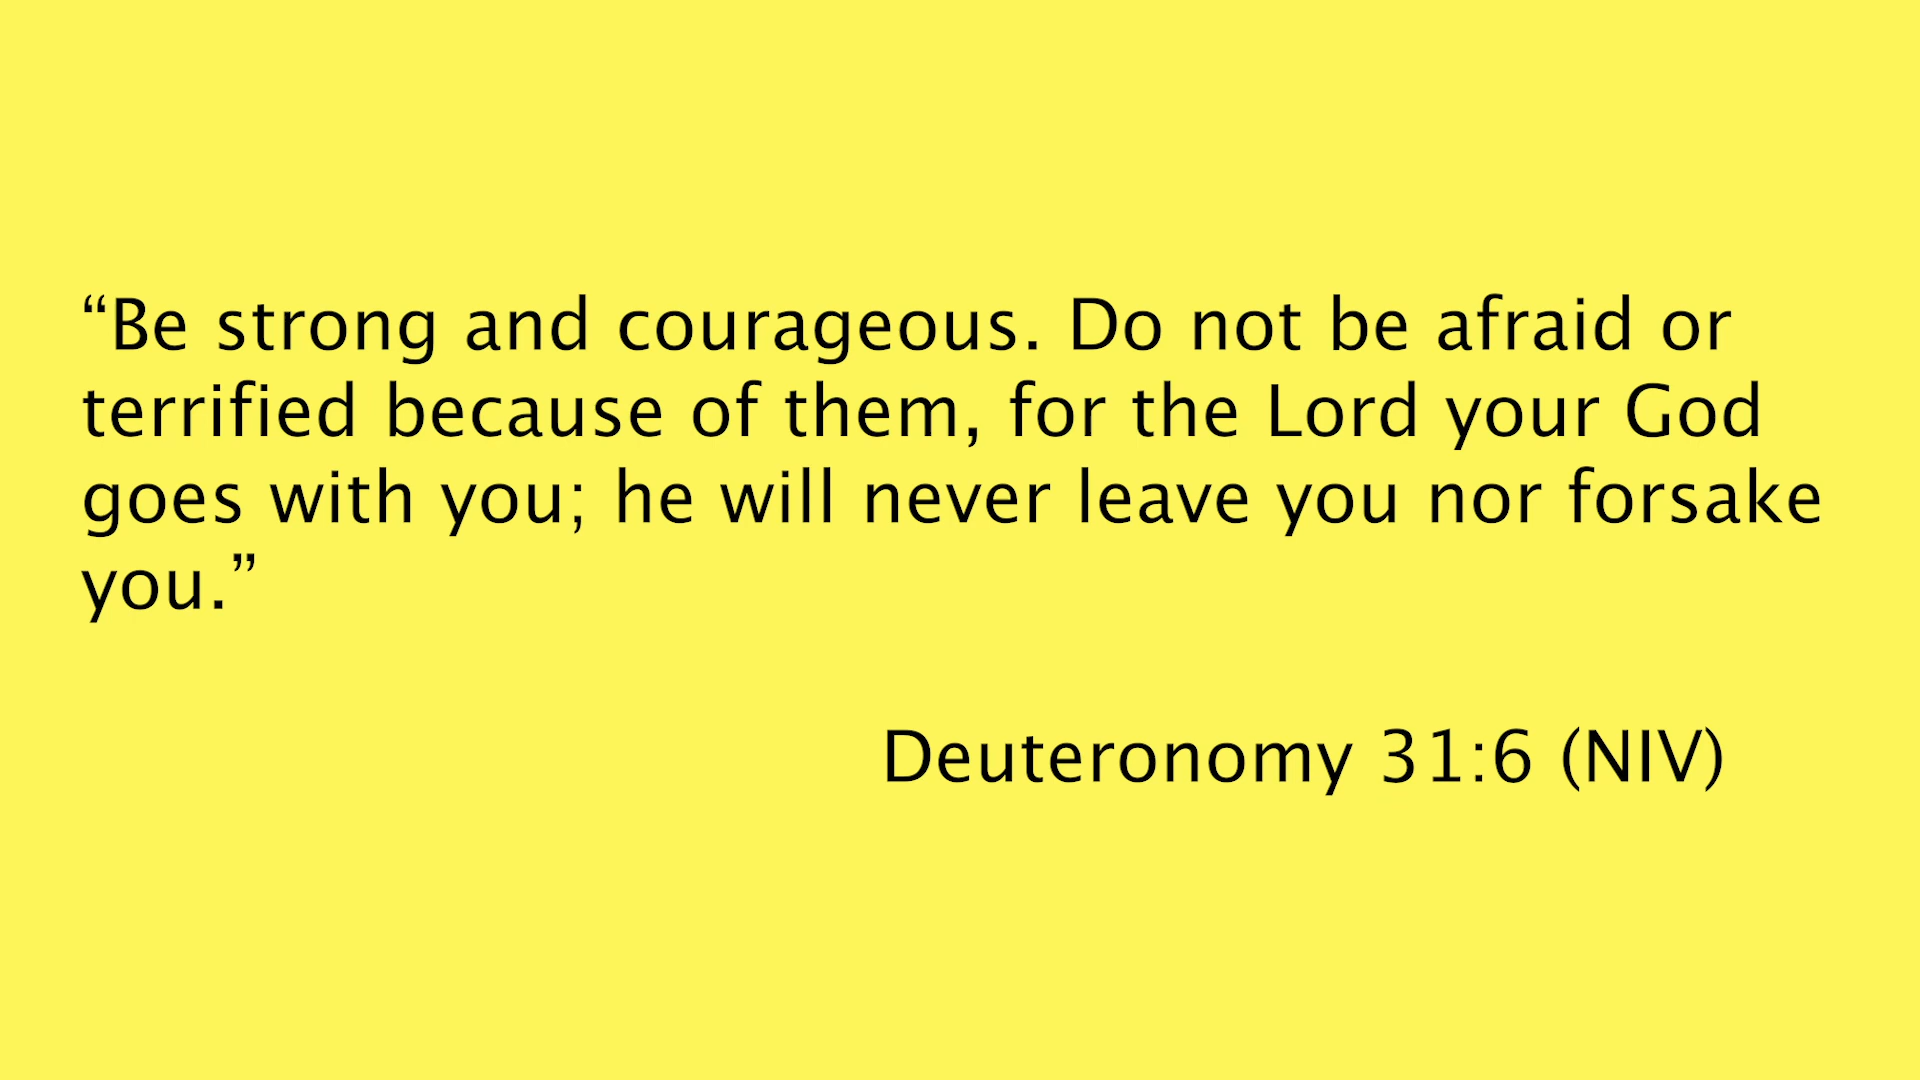 “Be strong and courageous. Do not be afraid or
terrified because of them, for the Lord your God
goes with you; he will never leave you nor forsake
you.”
Deuteronomy 31:6 (NIV)